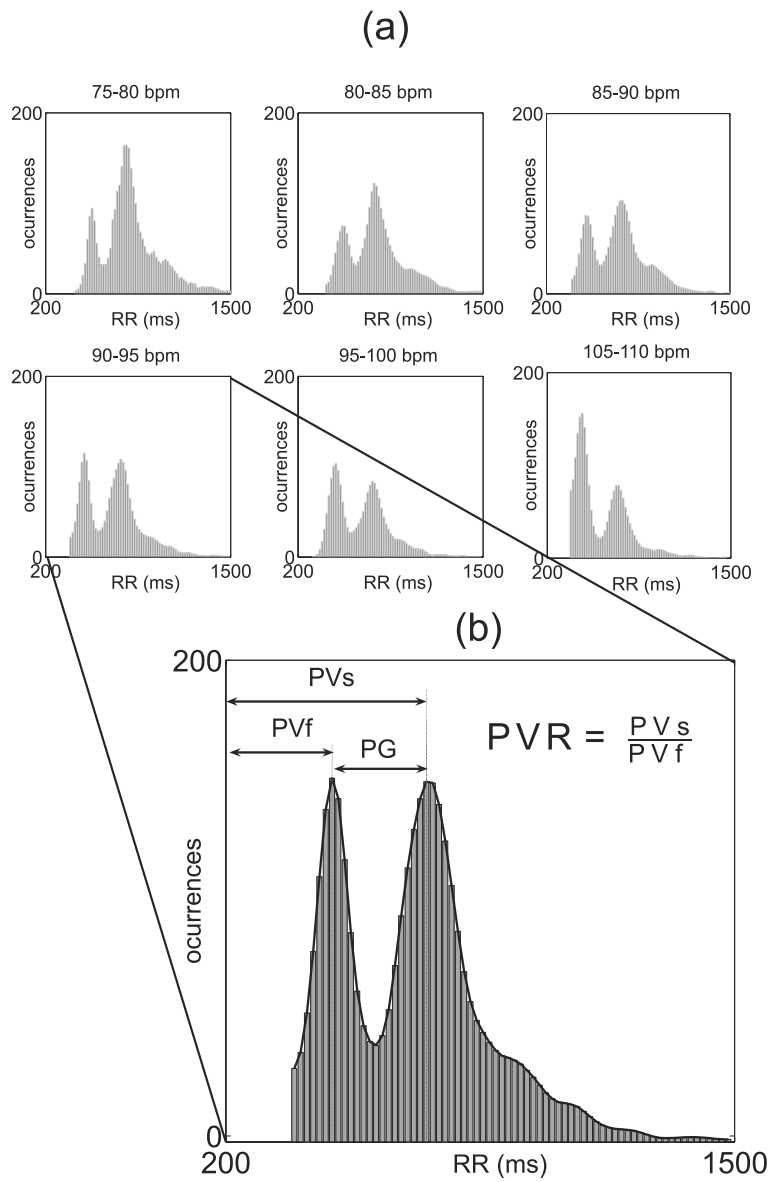 (a)
75-80 bpm
80-85 bpm
85-90 bpm
200
200
200
ocurrences
ocurrences
ocurrences
0
0
0
200
RR (ms)
1500
200
RR (ms)
1500
200
RR (ms)
1500
90-95 bpm
95-100 bpm
105-110 bpm
200
200
200
ocurrences
ocurrences
ocurrences
0
0
0
200
RR (ms)
1500
200
RR (ms)
1500
200
RR (ms)
1500
(b)
200
PVs
PVf
PG
PVR = PVs / PVf
ocurrences
0
200
RR (ms)
1500